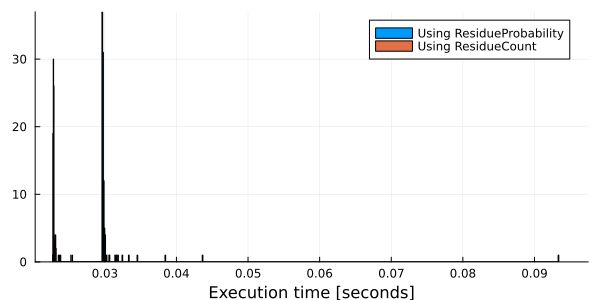 Using ResidueProbability
Using ResidueCount
30
20
10
0
0.03 0.04 0.05 0.06 0.07 0.08 0.09
Execution time [seconds]